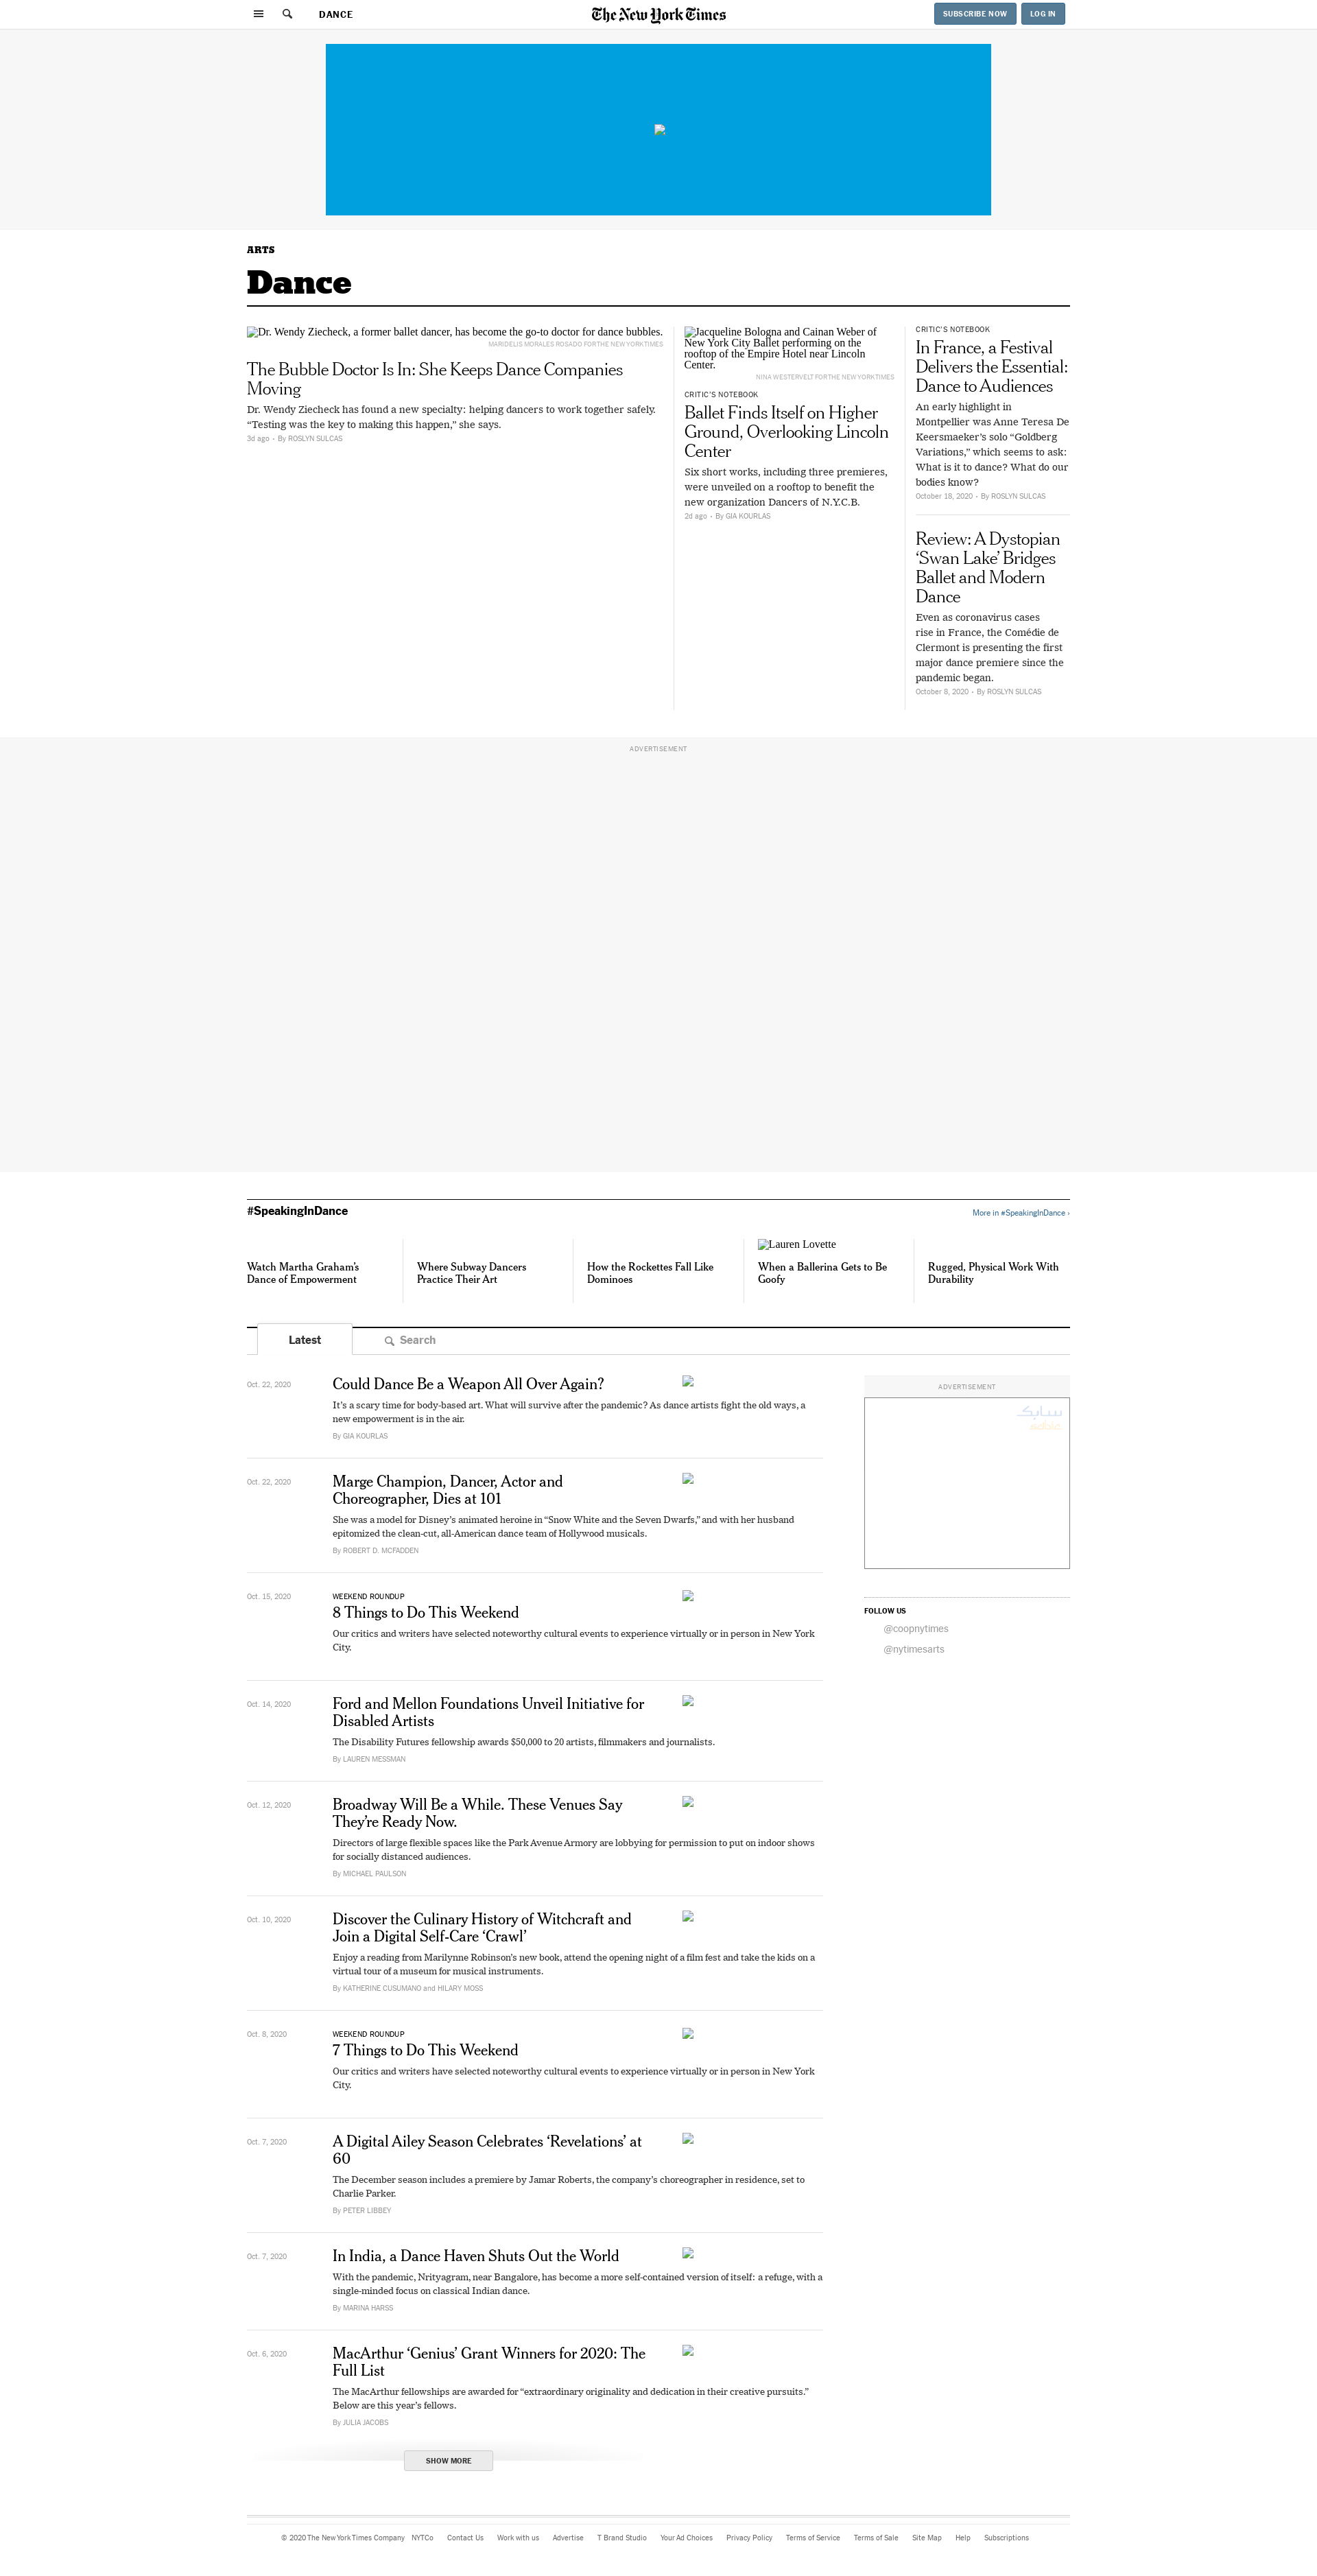 DANCE
The New York Times
SUBSCRIBE NOW
LOG IN
ARTS
Dance
Dr. Wendy Ziecheck, a former ballet dancer, has become the go-to doctor for dance bubbles.
MARIDELIS MORALES ROSADO FOR THE NEW YORK TIMES
The Bubble Doctor Is In: She Keeps Dance Companies
Moving
Dr. Wendy Ziecheck has found a new specialty: helping dancers to work together safely.
“Testing was the key to making this happen,” she says.
3d ago • By ROSLYN SULCAS
Jacqueline Bologna and Cainan Weber of
New York City Ballet performing on the
rooftop of the Empire Hotel near Lincoln
Center.
NINA WESTERVELT FOR THE NEW YORK TIMES
CRITIC’S NOTEBOOK
Ballet Finds Itself on Higher
Ground, Overlooking Lincoln
Center
Six short works, including three premieres,
were unveiled on a rooftop to benefit the
new organization Dancers of N.Y.C.B.
2d ago • By GIA KOURLAS
CRITIC’S NOTEBOOK
In France, a Festival
Delivers the Essential:
Dance to Audiences
An early highlight in
Montpellier was Anne Teresa De
Keersmaeker’s solo “Goldberg
Variations,” which seems to ask:
What is it to dance? What do our
bodies know?
October 18, 2020 • By ROSLYN SULCAS
Review: A Dystopian
‘Swan Lake’ Bridges
Ballet and Modern
Dance
Even as coronavirus cases
rise in France, the Comédie de
Clermont is presenting the first
major dance premiere since the
pandemic began.
October 8, 2020 • By ROSLYN SULCAS
ADVERTISEMENT
#SpeakingInDance
More in #SpeakingInDance ›
Watch Martha Graham’s
Dance of Empowerment
Where Subway Dancers
Practice Their Art
How the Rockettes Fall Like
Dominoes
Lauren Lovette
When a Ballerina Gets to Be
Goofy
Rugged, Physical Work With
Durability
Latest
Search
Oct. 22, 2020
Could Dance Be a Weapon All Over Again?
It’s a scary time for body-based art. What will survive after the pandemic? As dance artists fight the old ways, a
new empowerment is in the air.
By GIA KOURLAS
Oct. 22, 2020
Marge Champion, Dancer, Actor and
Choreographer, Dies at 101
She was a model for Disney’s animated heroine in “Snow White and the Seven Dwarfs,” and with her husband
epitomized the clean-cut, all-American dance team of Hollywood musicals.
By ROBERT D. MCFADDEN
Oct. 15, 2020
WEEKEND ROUNDUP
8 Things to Do This Weekend
Our critics and writers have selected noteworthy cultural events to experience virtually or in person in New York
City.
Oct. 14, 2020
Ford and Mellon Foundations Unveil Initiative for
Disabled Artists
The Disability Futures fellowship awards $50,000 to 20 artists, filmmakers and journalists.
By LAUREN MESSMAN
Oct. 12, 2020
Broadway Will Be a While. These Venues Say
They’re Ready Now.
Directors of large flexible spaces like the Park Avenue Armory are lobbying for permission to put on indoor shows
for socially distanced audiences.
By MICHAEL PAULSON
Oct. 10, 2020
Discover the Culinary History of Witchcraft and
Join a Digital Self-Care ‘Crawl’
Enjoy a reading from Marilynne Robinson’s new book, attend the opening night of a film fest and take the kids on a
virtual tour of a museum for musical instruments.
By KATHERINE CUSUMANO and HILARY MOSS
Oct. 8, 2020
WEEKEND ROUNDUP
7 Things to Do This Weekend
Our critics and writers have selected noteworthy cultural events to experience virtually or in person in New York
City.
Oct. 7, 2020
A Digital Ailey Season Celebrates ‘Revelations’ at
60
The December season includes a premiere by Jamar Roberts, the company’s choreographer in residence, set to
Charlie Parker.
By PETER LIBBEY
Oct. 7, 2020
In India, a Dance Haven Shuts Out the World
With the pandemic, Nrityagram, near Bangalore, has become a more self-contained version of itself: a refuge, with a
single-minded focus on classical Indian dance.
By MARINA HARSS
Oct. 6, 2020
MacArthur ‘Genius’ Grant Winners for 2020: The
Full List
The MacArthur fellowships are awarded for “extraordinary originality and dedication in their creative pursuits.”
Below are this year’s fellows.
By JULIA JACOBS
SHOW MORE
ADVERTISEMENT
سابك
sabic
FOLLOW US
@coopnytimes
@nytimesarts
© 2020 The New York Times Company NYTCo Contact Us Work with us Advertise T Brand Studio Your Ad Choices Privacy Policy Terms of Service Terms of Sale Site Map Help Subscriptions